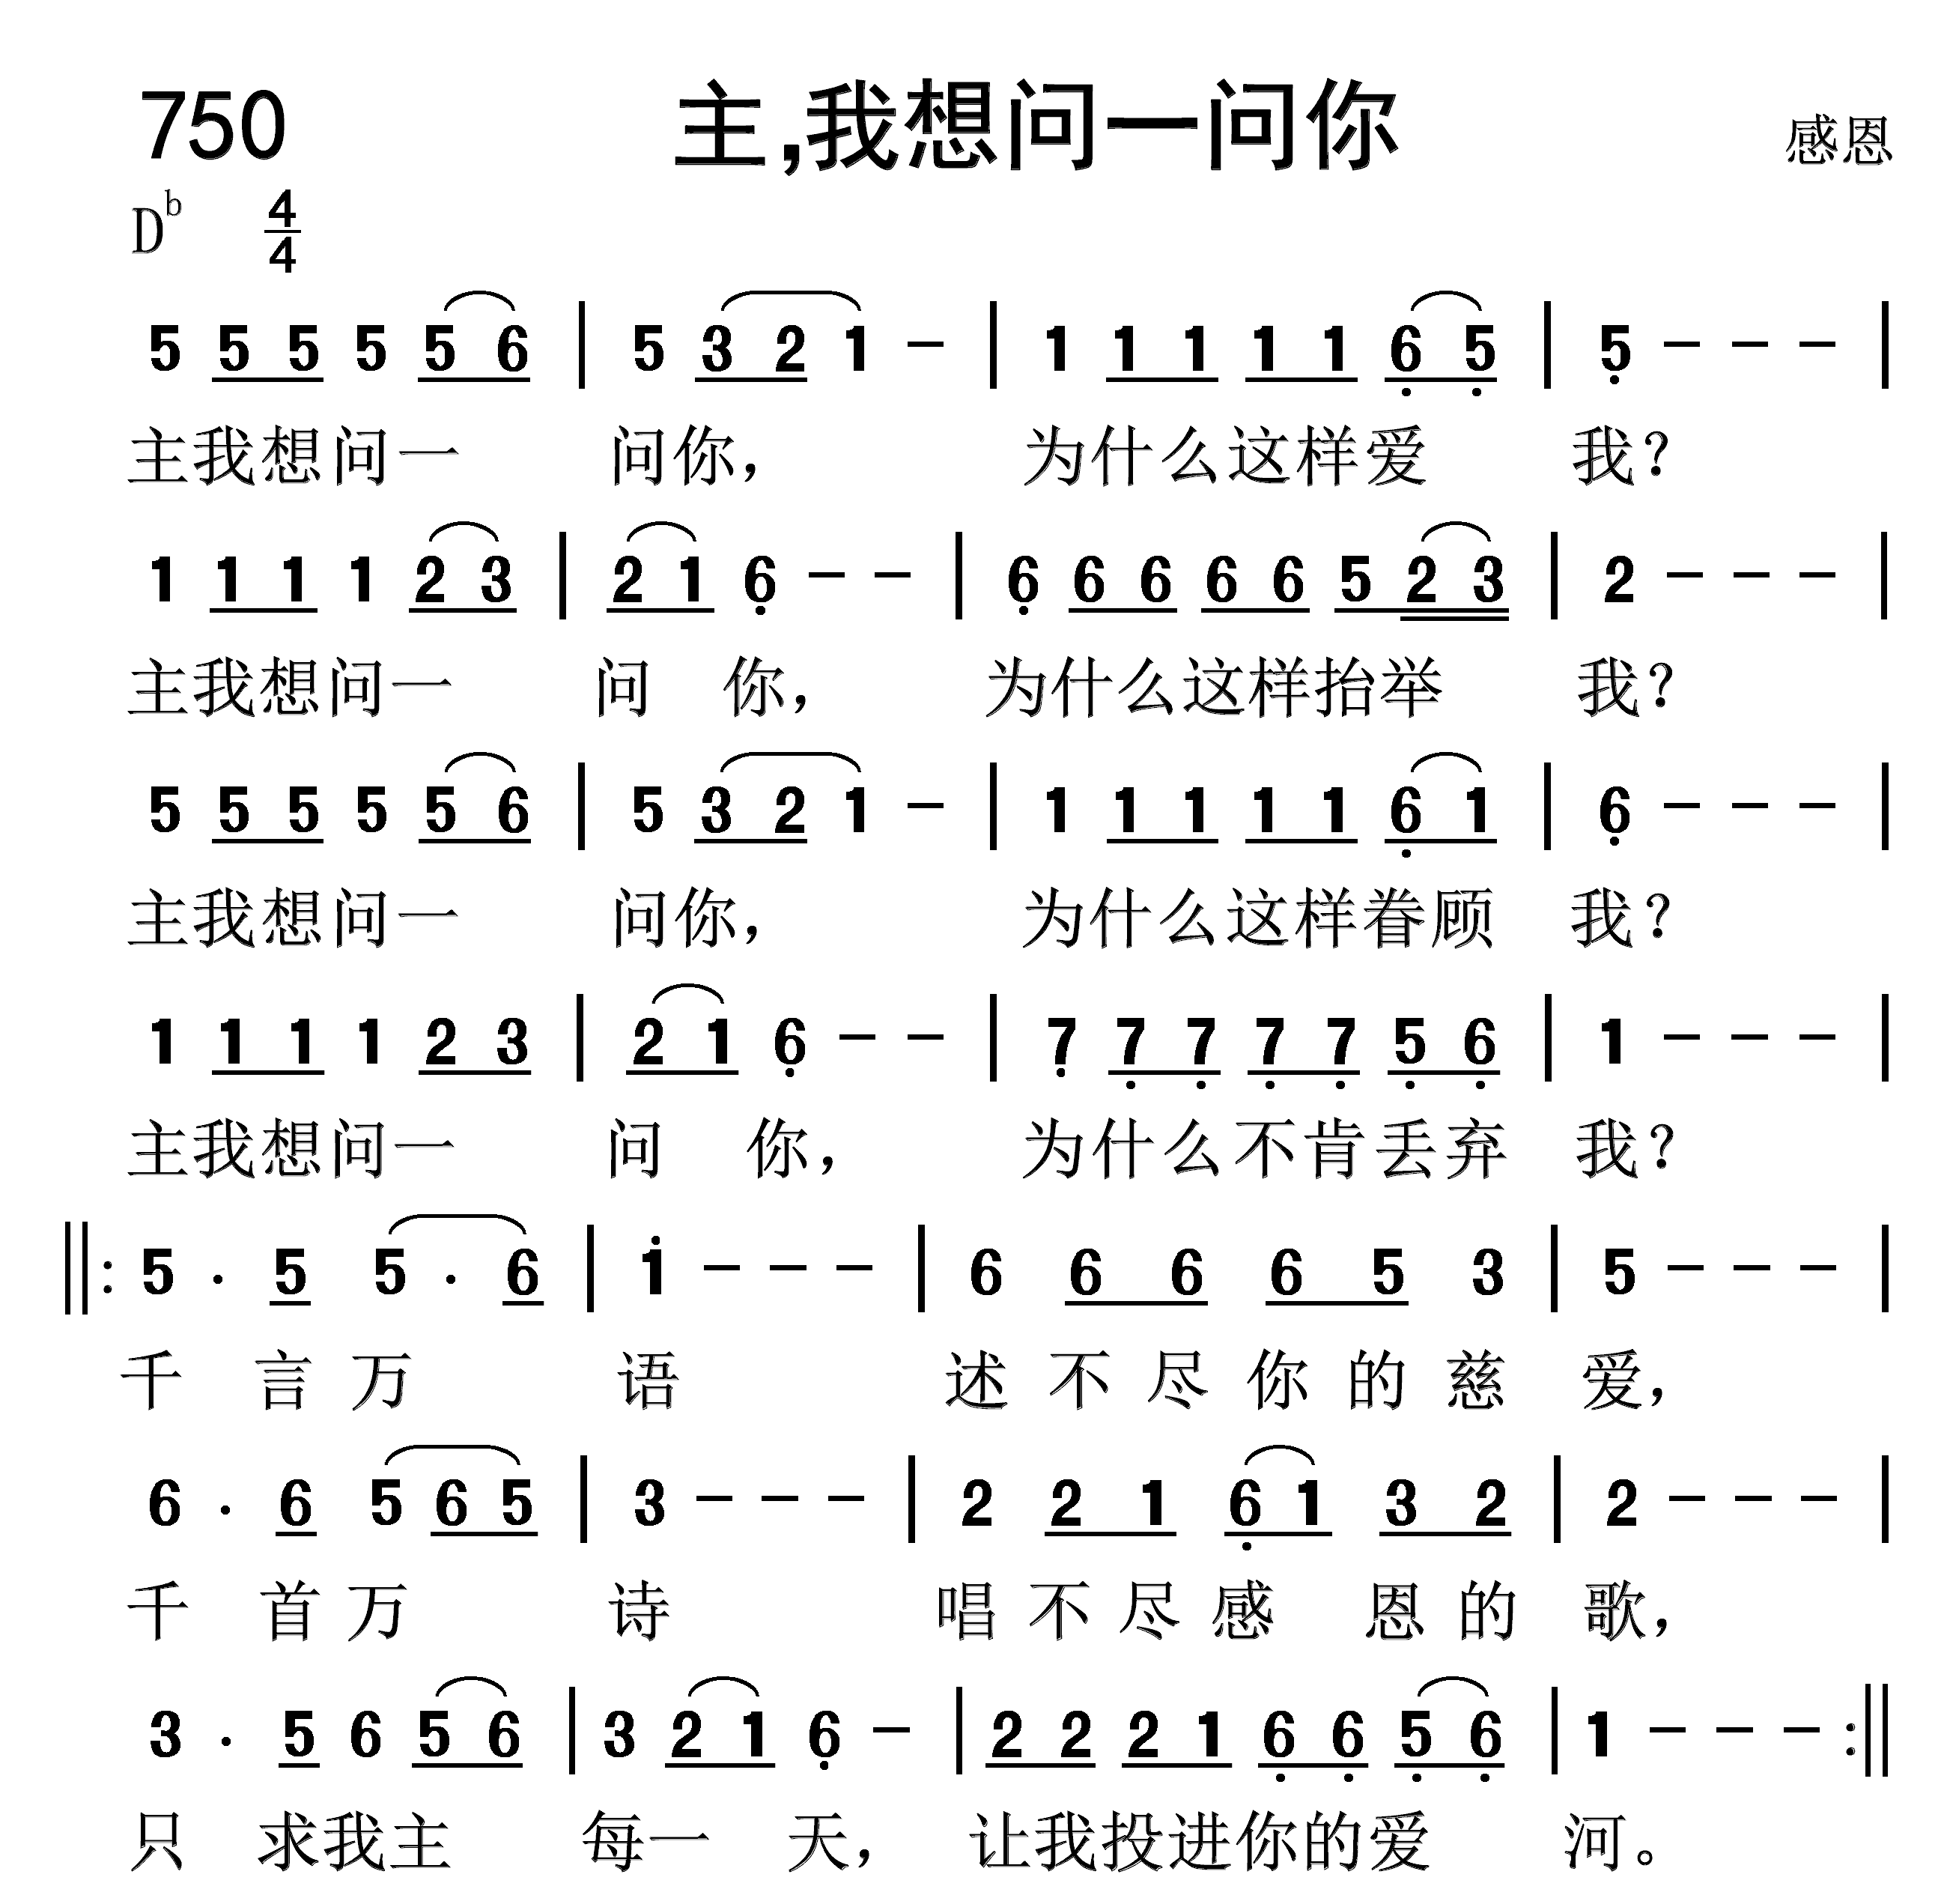 750 主,我想问一问你 感恩
D♭ 4/4
5 5 5 5 5 6 | 5 3 2 1 – | 1 1 1 1 1 6̣ 5̣ | 5̣ – – – |
主我想问一 问你， 为什么这样爱 我？
1 1 1 1 2 3 | 2 1 6̣ – – | 6̣ 6 6 6 6 5 2 3 | 2 – – – |
主我想问一 问 你， 为什么这样抬举 我？
5 5 5 5 5 6 | 5 3 2 1 – | 1 1 1 1 1 6̣ 1 | 6̣ – – – |
主我想问一 问你， 为什么这样眷顾 我？
1 1 1 1 2 3 | 2 1 6̣ – – | 7̣ 7̣ 7̣ 7̣ 7̣ 5̣ 6̣ | 1 – – – |
主我想问一 问 你， 为什么不肯丢弃 我？
‖: 5 . 5 5 . 6 | 1̇ – – – | 6 6 6 6 5 3 | 5 – – – |
千 言 万 语 述 不 尽 你 的 慈 爱，
6 . 6 5 6 5 | 3 – – – | 2 2 1 6̣ 1 3 2 | 2 – – – |
千 首 万 诗 唱 不 尽 感 恩 的 歌，
3 . 5 6 5 6 | 3 2 1 6̣ – | 2 2 2 1 6̣ 6̣ 5̣ 6̣ | 1 – – – :‖
只 求我主 每一 天， 让我投进你的爱 河。